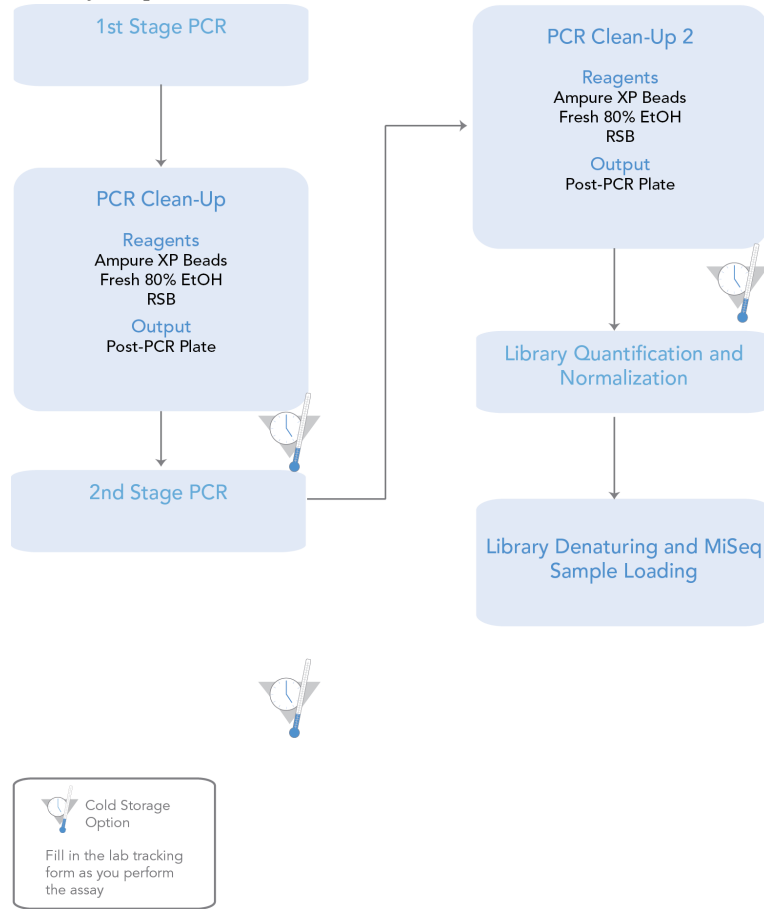 1st Stage PCR
PCR Clean-Up
Reagents
Ampure XP Beads
Fresh 80% EtOH
RSB
Output
Post-PCR Plate
2nd Stage PCR
PCR Clean-Up 2
Reagents
Ampure XP Beads
Fresh 80% EtOH
RSB
Output
Post-PCR Plate
Library Quantification and
Normalization
Library Denaturing and MiSeq
Sample Loading
Cold Storage
Option
Fill in the lab tracking
form as you perform
the assay